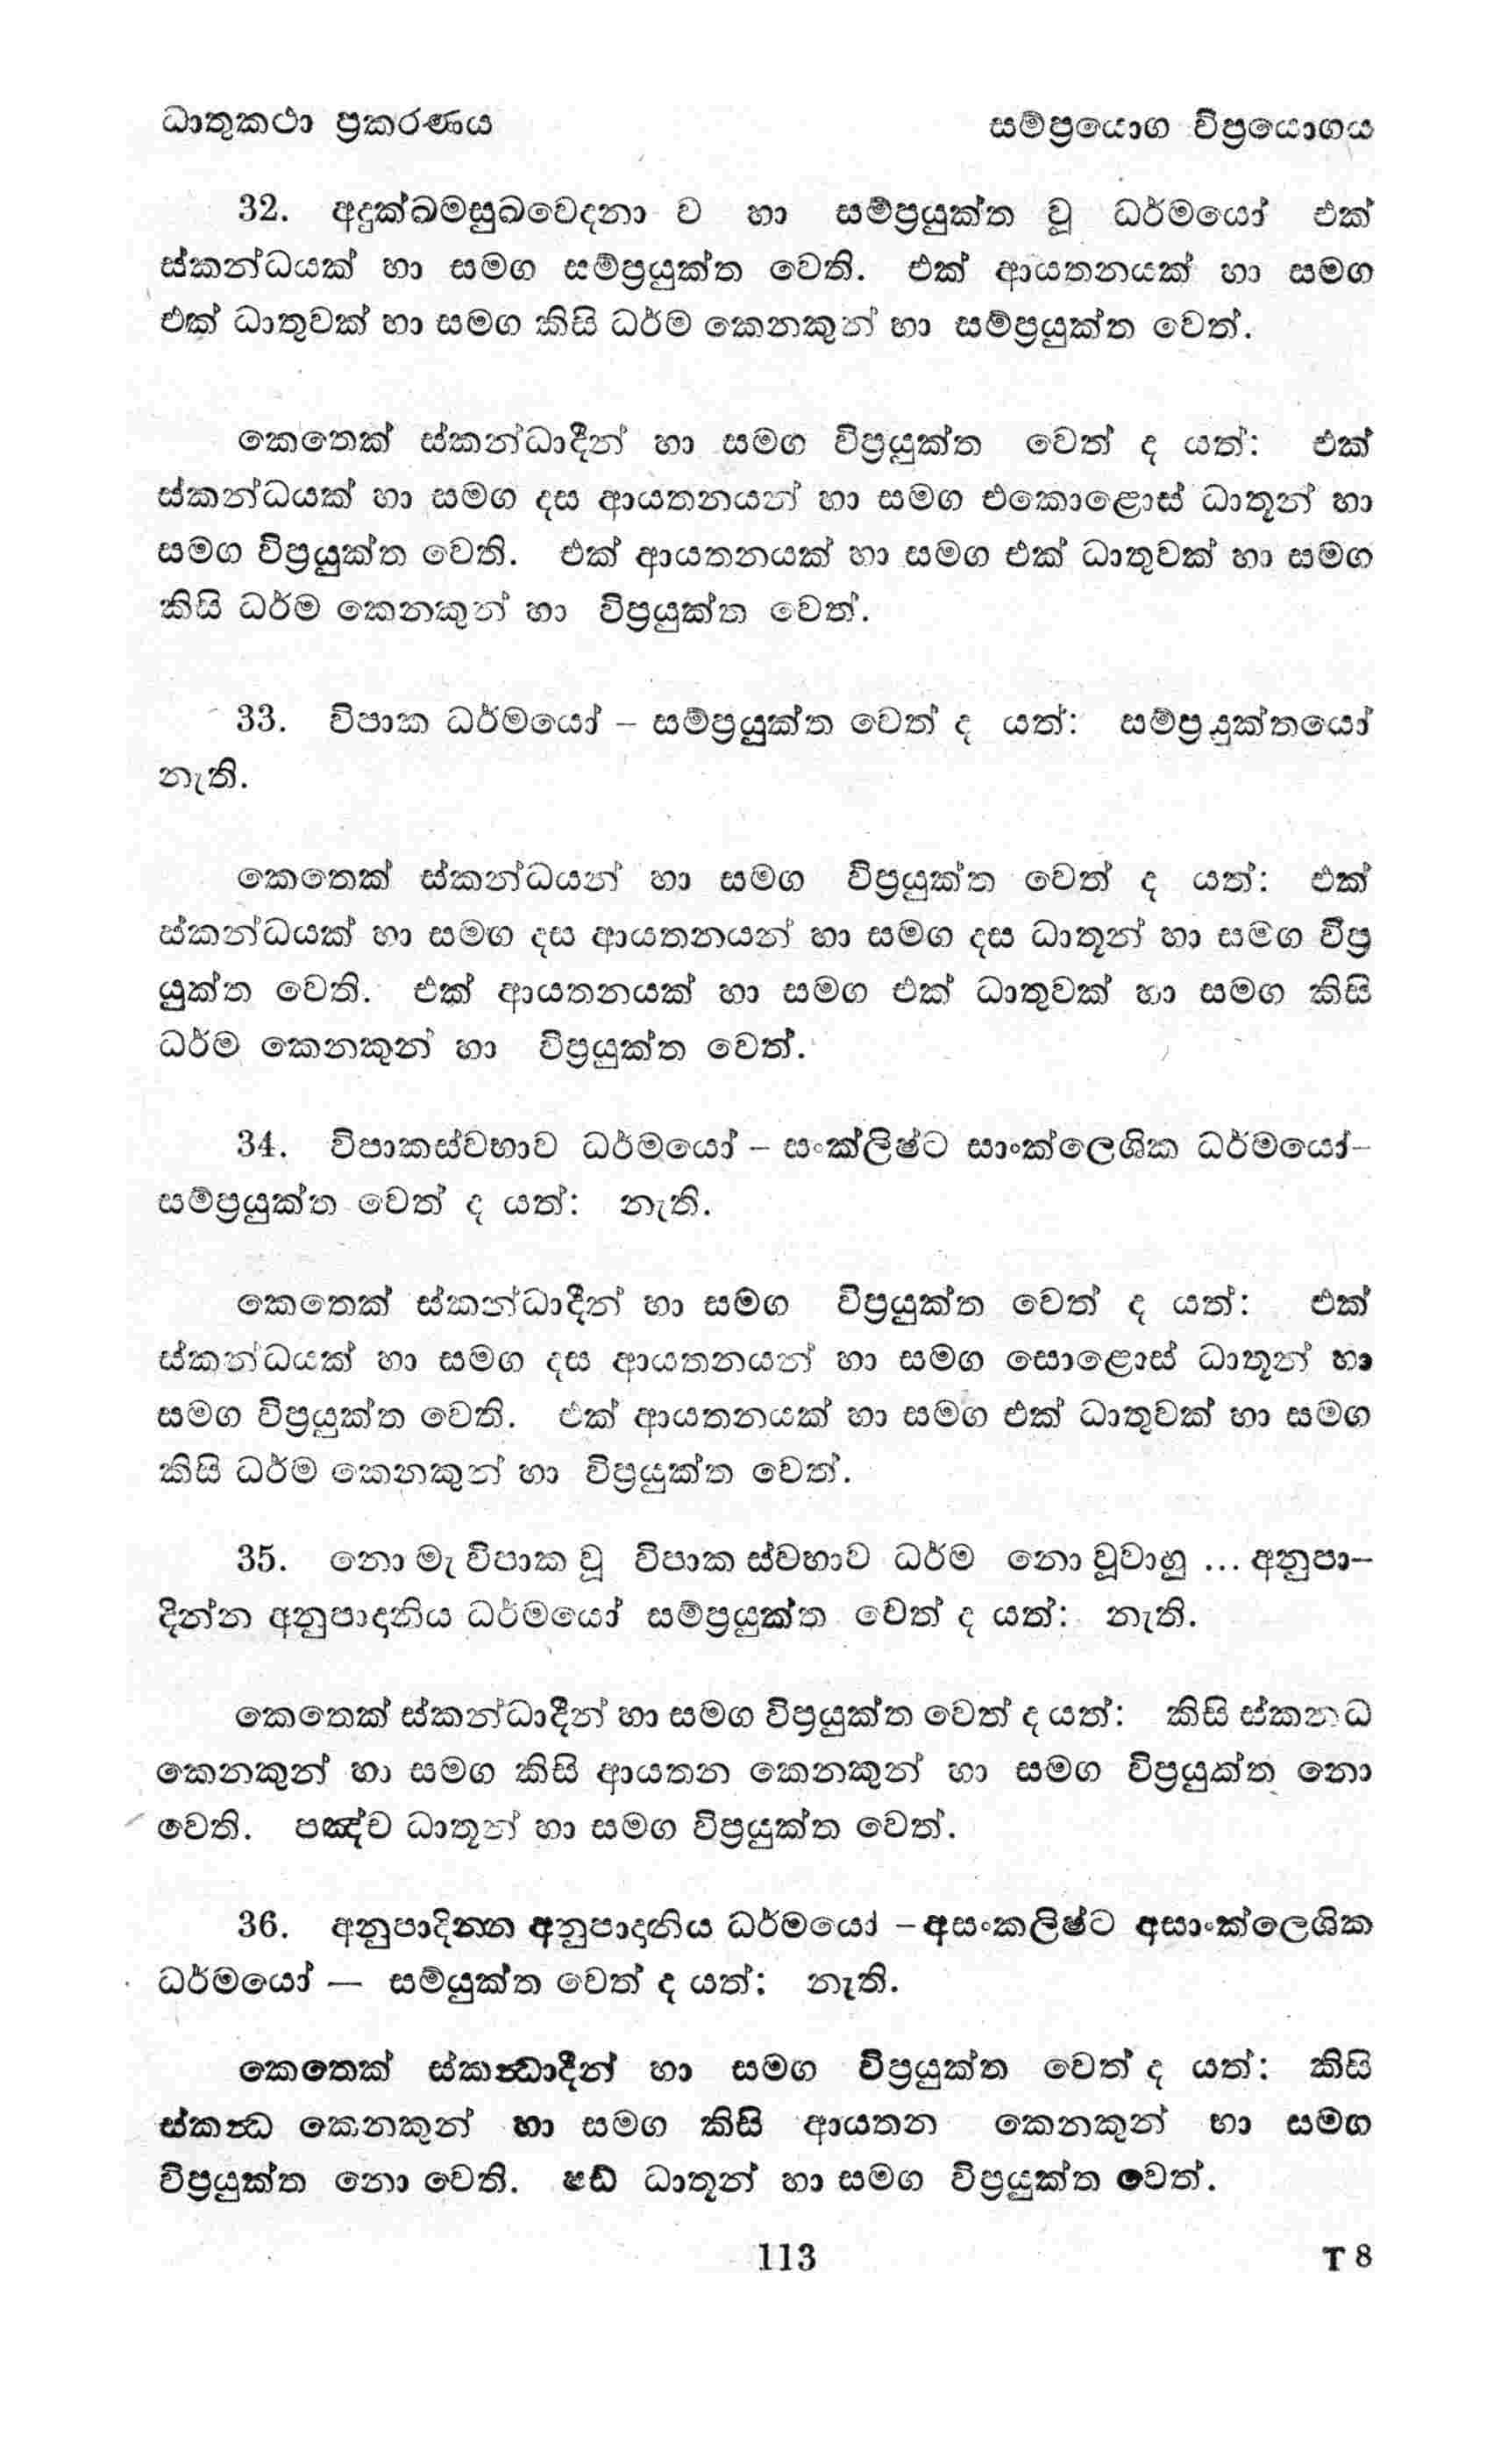 ධාතුකථා ප්‍රකරණය සම්ප්‍රයොග විප්‍රයොගය
32. අදුක්ඛමසුඛවෙදනා ව හා සම්ප්‍රයුක්ත වූ ධර්මයෝ එක්
ස්කන්ධයක් හා සමග සම්ප්‍රයුක්ත වෙති. එක් ආයතනයක් හා සමග
එක් ධාතුවක් හා සමග කිසි ධර්ම කෙනකුන් හා සම්ප්‍රයුක්ත වෙත්.
කෙතෙක් ස්කන්ධාදීන් හා සමග විප්‍රයුක්ත වෙත් ද යත්: එක්
ස්කන්ධයක් හා සමග දස ආයතනයන් හා සමග එකොළොස් ධාතූන් හා
සමග විප්‍රයුක්ත වෙති. එක් ආයතනයක් හා සමග එක් ධාතුවක් හා සමග
කිසි ධර්ම කෙනකුන් හා විප්‍රයුක්ත වෙත්.
33. විපාක ධර්මයෝ – සම්ප්‍රයුක්ත වෙත් ද යත්: සම්ප්‍රයුක්තයෝ
නැති.
කෙතෙක් ස්කන්ධයන් හා සමග විප්‍රයුක්ත වෙත් ද යත්: එක්
ස්කන්ධයක් හා සමඟ දස ආයතනයන් හා සමග දස ධාතූන් හා සමග විප්‍ර
යුක්ත වෙති. එක් ආයතනයක් හා සමග එක් ධාතුවක් හා සමග කිසි
ධර්ම කෙනකුන් හා විප්‍රයුක්ත වෙත්.
34. විපාකස්වභාව ධර්මයෝ – සංක්ලිෂ්ට සාංක්ලෙශික ධර්මයෝ–
සම්ප්‍රයුක්ත වෙත් ද යත්: නැති.
කෙතෙක් ස්කන්ධාදීන් හා සමග විප්‍රයුක්ත වෙත් ද යත්: එක්
ස්කන්ධයක් හා සමග දස ආයතනයන් හා සමග සොළොස් ධාතූන් හා
සමග විප්‍රයුක්ත වෙති. එක් ආයතනයක් හා සමග එක් ධාතුවක් හා සමග
කිසි ධර්ම කෙනකුන් හා විප්‍රයුක්ත වෙත්.
35. නො මැ විපාක වූ විපාක ස්වභාව ධර්ම නො වූවාහු ... අනුපා–
දින්න අනුපාදානිය ධර්මයෝ සම්ප්‍රයුක්ත වෙත් ද යත්: නැති.
කෙතෙක් ස්කන්ධාදීන් හා සමග විප්‍රයුක්ත වෙත් ද යත්: කිසි ස්කනධ
කෙනකුන් හා සමග කිසි ආයතන කෙනකුන් හා සමග විප්‍රයුක්ත නො
වෙති. පඤ්ච ධාතූන් හා සමග විප්‍රයුක්ත වෙත්.
36. අනුපාදින්න අනුපාදානිය ධර්මයෝ – අසංකලිෂ්ට අසාංක්ලෙශික
ධර්මයෝ — සම්යුක්ත වෙත් ද යත්: නැති.
කෙතෙක් ස්කන්‍ධාදීන් හා සමග විප්‍රයුක්ත වෙත් ද යත්: කිසි
ස්කන්‍ධ කෙනකුන් හා සමග කිසි ආයතන කෙනකුන් හා සමග
විප්‍රයුක්ත නො වෙති. ෂඩ් ධාතූන් හා සමග විප්‍රයුක්ත වෙත්.
113 T 8